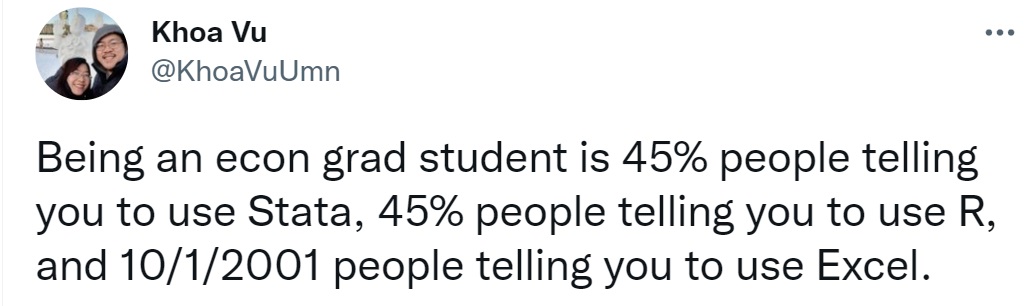 Khoa Vu
@KhoaVuUmn
Being an econ grad student is 45% people telling
you to use Stata, 45% people telling you to use R,
and 10/1/2001 people telling you to use Excel.